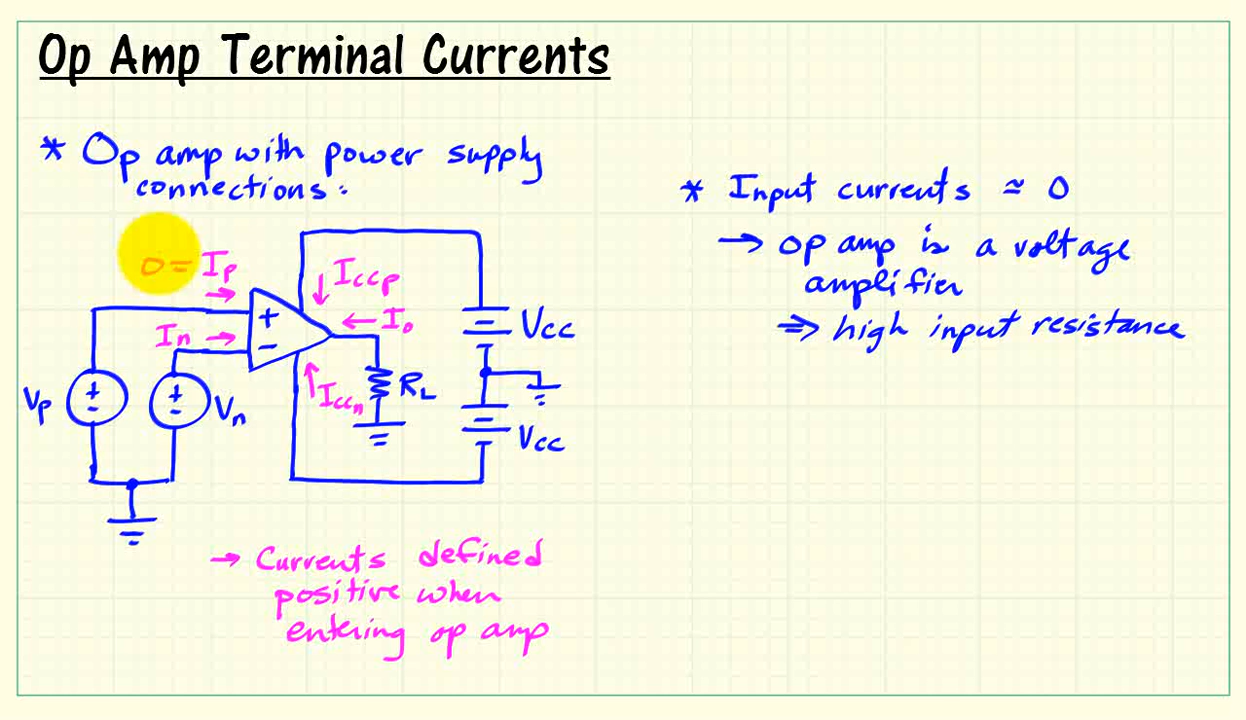 Op Amp Terminal Currents
* Op amp with power supply
connections:
0 = Ip
Iccp
+
In
−
Io
Vcc
Vp
+
−
+
−
Vn
Iccn
RL
Vcc
→ Currents defined
positive when
entering op amp
* Input currents ≈ 0
→ op amp is a voltage
amplifier
⇒ high input resistance